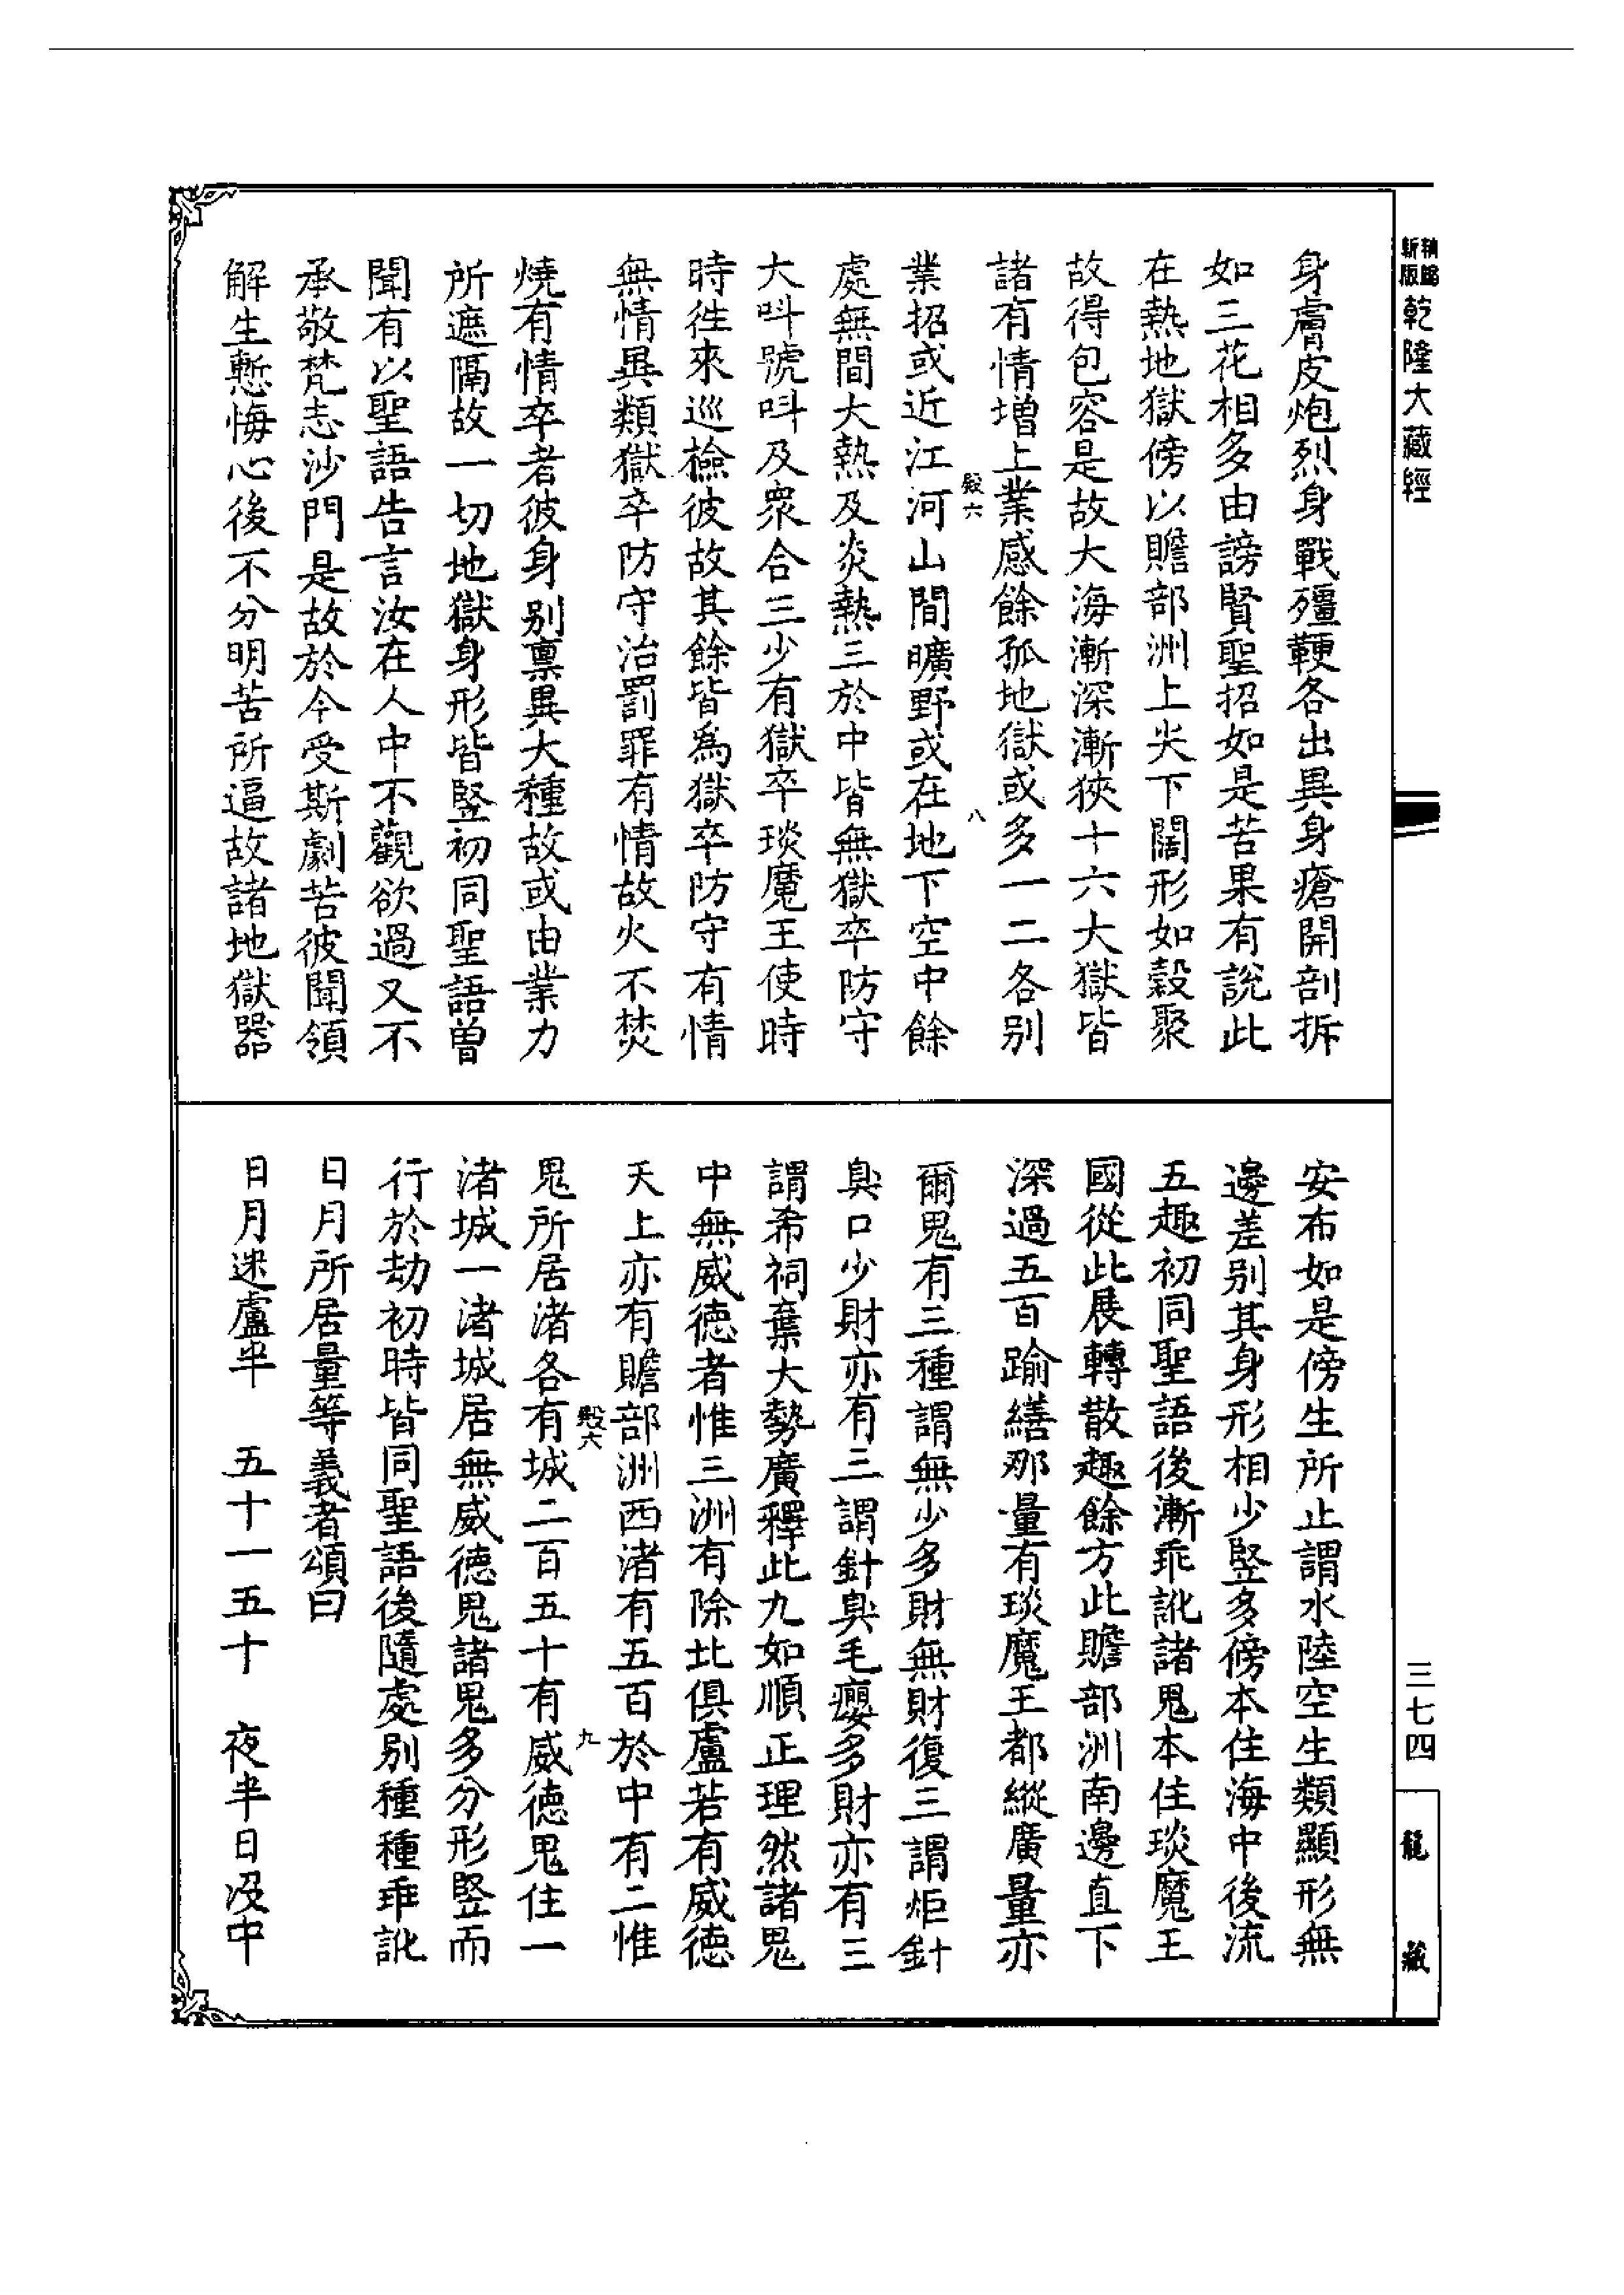 新版精縮乾隆大藏經
身膚皮炮烈身戰殭鞕各出異身瘡開剖拆
如三花相多由謗賢聖招如是苦果有說此
在熱地獄傍以贍部洲上尖下闊形如穀聚
故得包容是故大海漸深漸狹十六大獄皆
諸有情增上業感餘孤地獄或多一二各別
殿六 八
業招或近江河山間曠野或在地下空中餘
處無間大熱及炎熱三於中皆無獄卒防守
大呌號呌及衆合三少有獄卒琰魔王使時
時徃來巡檢彼故其餘皆爲獄卒防守有情
無情異類獄卒防守治罰罪有情故火不焚
燒有情卒者彼身別稟異大種故或由業力
所遮隔故一切地獄身形皆竪初同聖語曾
聞有以聖語告言汝在人中不觀欲過又不
承敬梵志沙門是故於今受斯劇苦彼聞領
解生慙悔心後不分明苦所逼故諸地獄器
安布如是傍生所止謂水陸空生類顯形無
邊差別其身形相少竪多傍本住海中後流
五趣初同聖語後漸乖訛諸鬼本住琰魔王
國從此展轉散趣餘方此贍部洲南邊直下
深過五百踰繕那量有琰魔王都縱廣量亦
爾鬼有三種謂無少多財無財復三謂炬針
臭口少財亦有三謂針臭毛癭多財亦有三
謂希祠棄大勢廣釋此九如順正理然諸鬼
中無威德者惟三洲有除北俱盧若有威德
天上亦有贍部洲西渚有五百於中有二惟
殿六 九
鬼所居渚各有城二百五十有威德鬼住一
渚城一渚城居無威德鬼諸鬼多分形竪而
行於劫初時皆同聖語後隨處別種種乖訛
日月所居量等義者頌曰
日月迷盧半 五十一五十 夜半日没中
三七四
龍藏